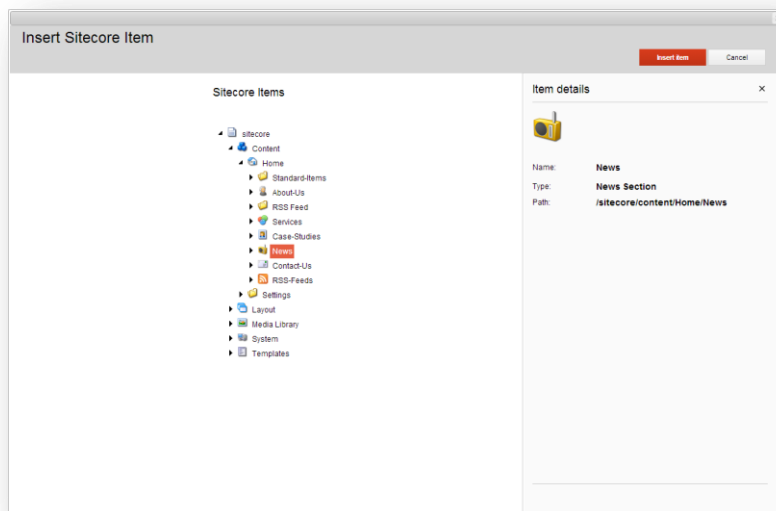 Insert Sitecore Item
Insert item
Cancel
Sitecore Items
sitecore
Content
Home
Standard-Items
About-Us
RSS Feed
Services
Case-Studies
News
Contact-Us
RSS-Feeds
Settings
Layout
Media Library
System
Templates
Item details
Name: News
Type: News Section
Path: /sitecore/content/Home/News